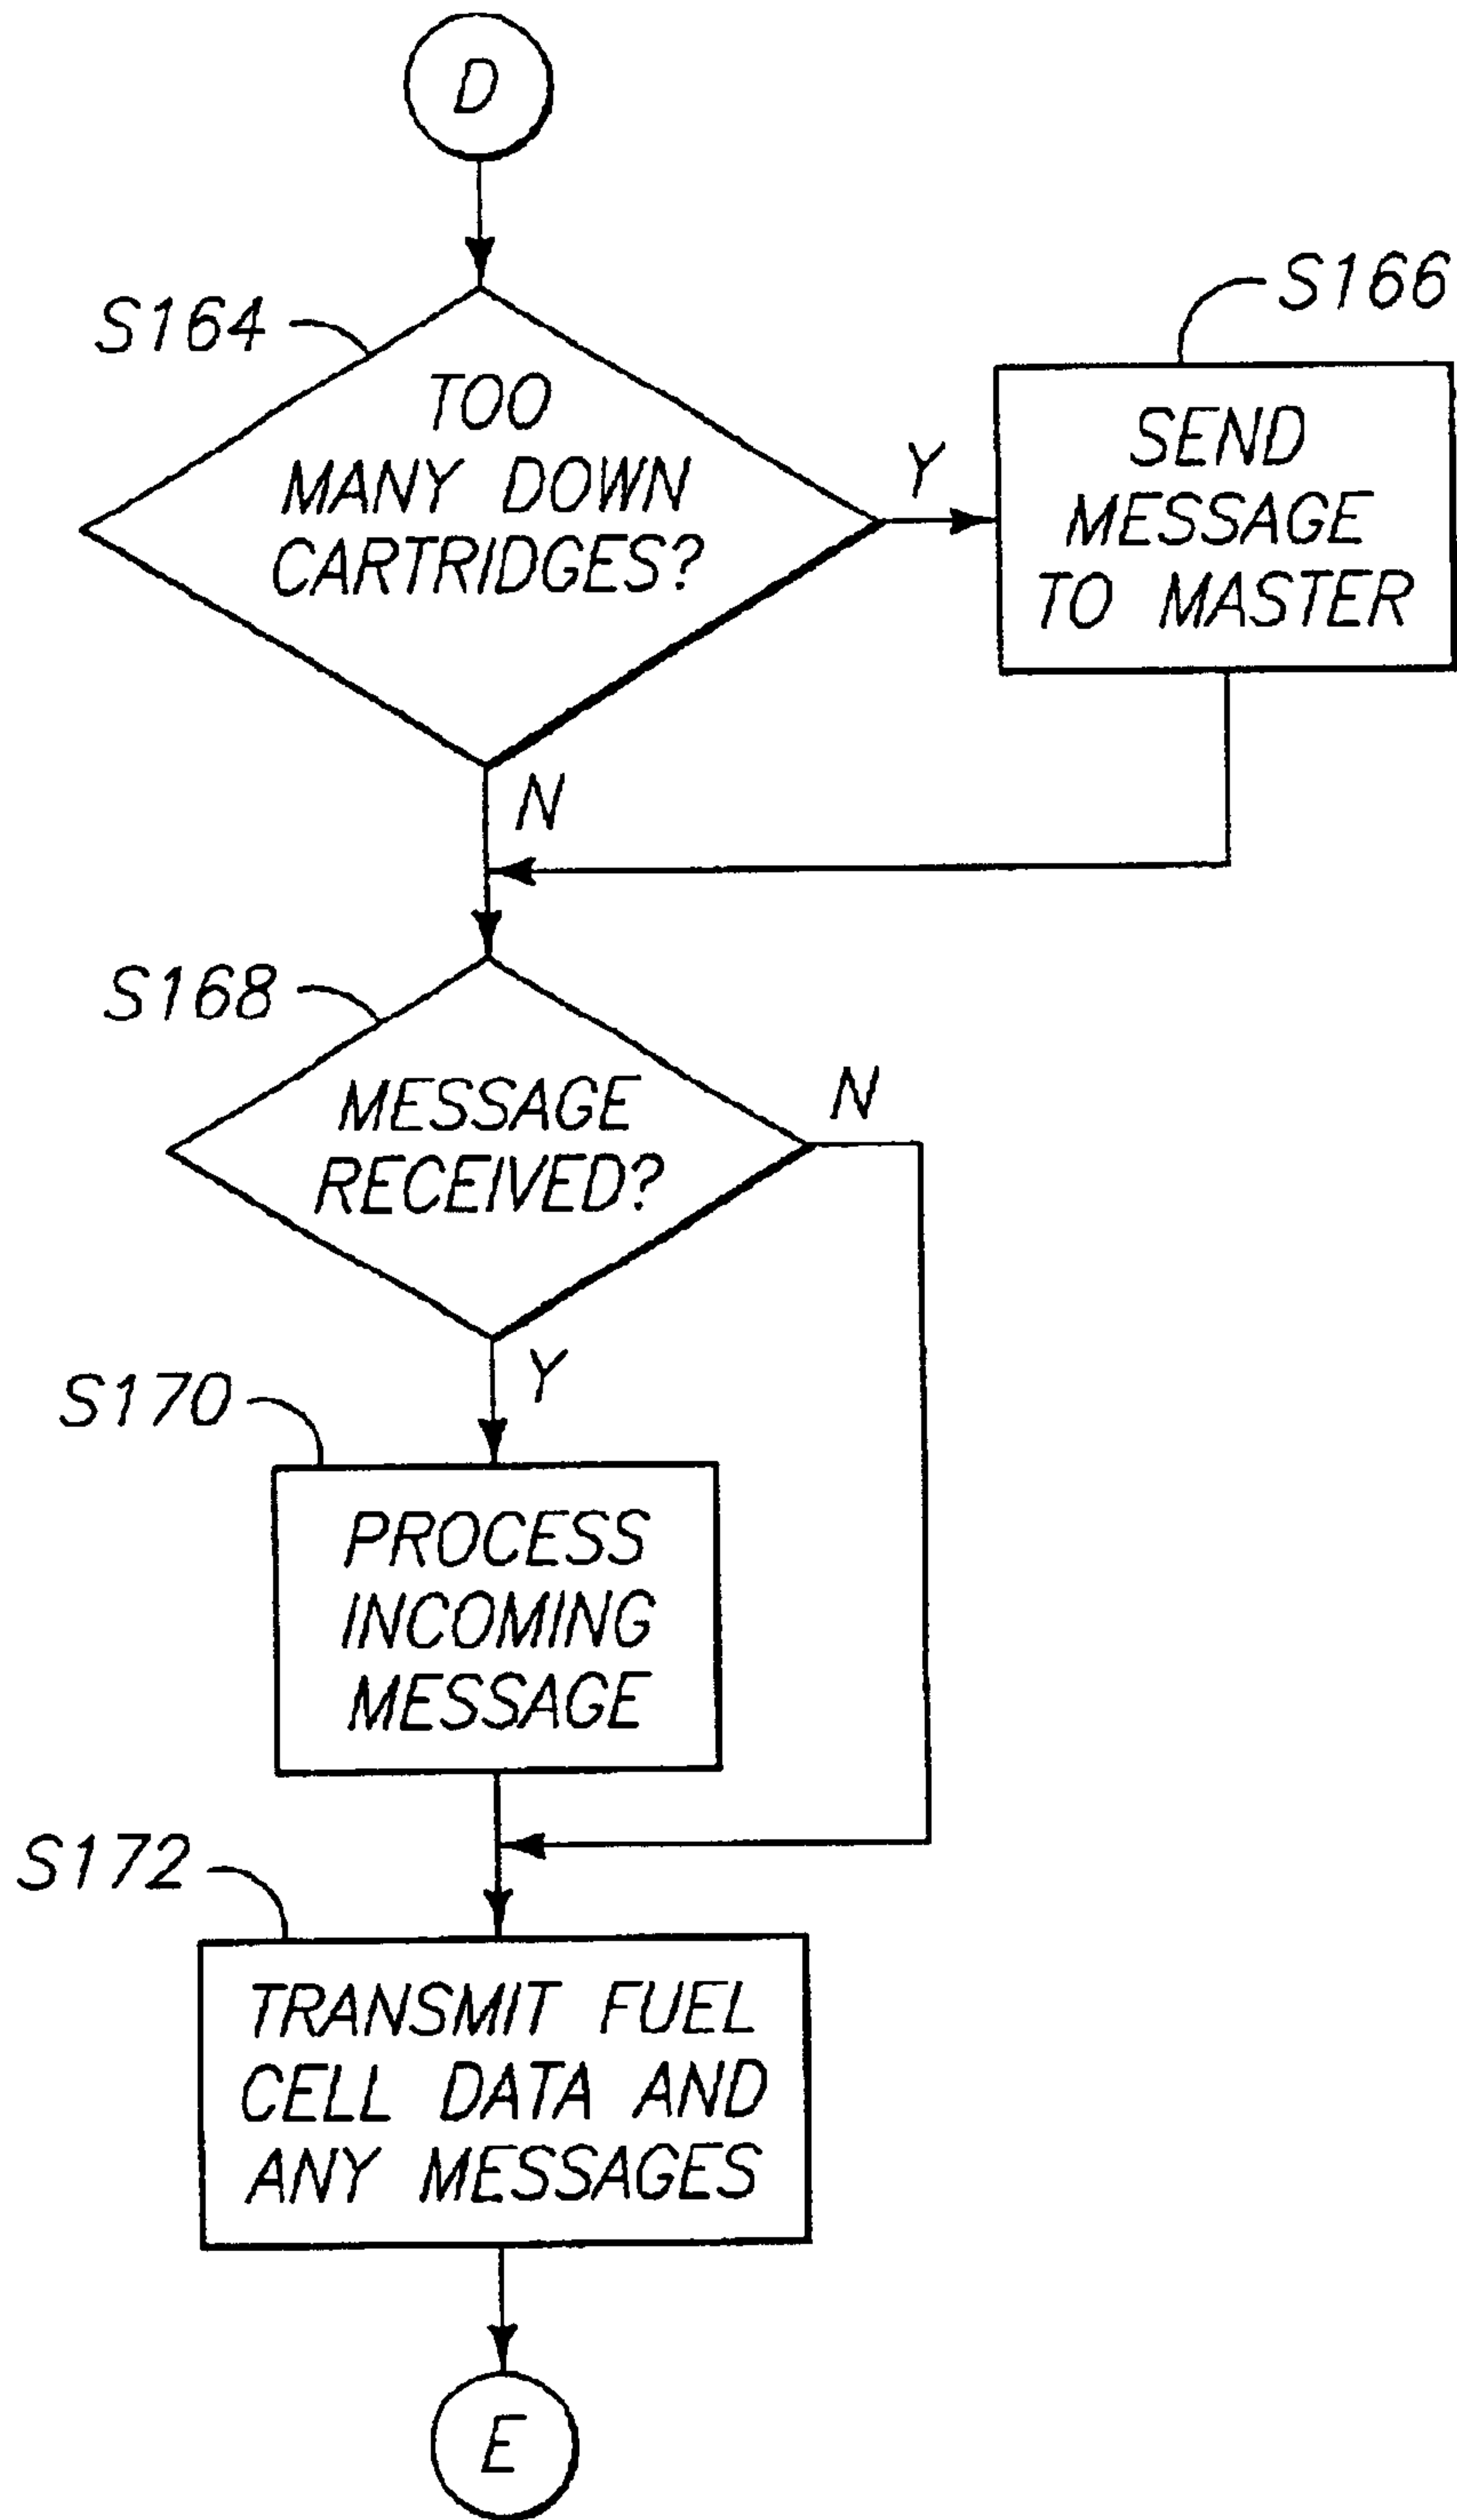 D
S164
TOO
MANY DOWN
CARTRIDGES?
Y
S166
SEND
MESSAGE
TO MASTER
N
S168
MESSAGE
RECEIVED?
N
Y
S170
PROCESS
INCOMING
MESSAGE
S172
TRANSMIT FUEL
CELL DATA AND
ANY MESSAGES
E